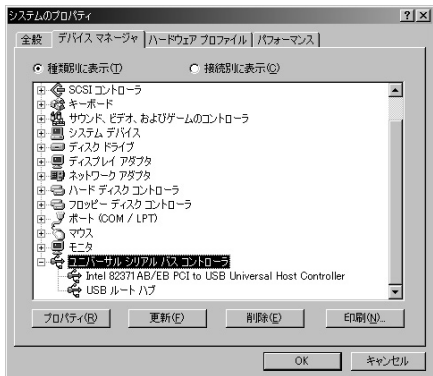 システムのプロパティ
全般 デバイス マネージャ ハードウェア プロファイル パフォーマンス
種類別に表示(T) 接続別に表示(C)
SCSI コントローラ
キーボード
サウンド、ビデオ、およびゲームのコントローラ
システム デバイス
ディスク ドライブ
ディスプレイ アダプタ
ネットワーク アダプタ
ハード ディスク コントローラ
フロッピー ディスク コントローラ
ポート (COM / LPT)
マウス
モニタ
ユニバーサル シリアル バス コントローラ
Intel 82371AB/EB PCI to USB Universal Host Controller
USB ルート ハブ
プロパティ(R) 更新(F) 削除(E) 印刷(N)...
OK キャンセル